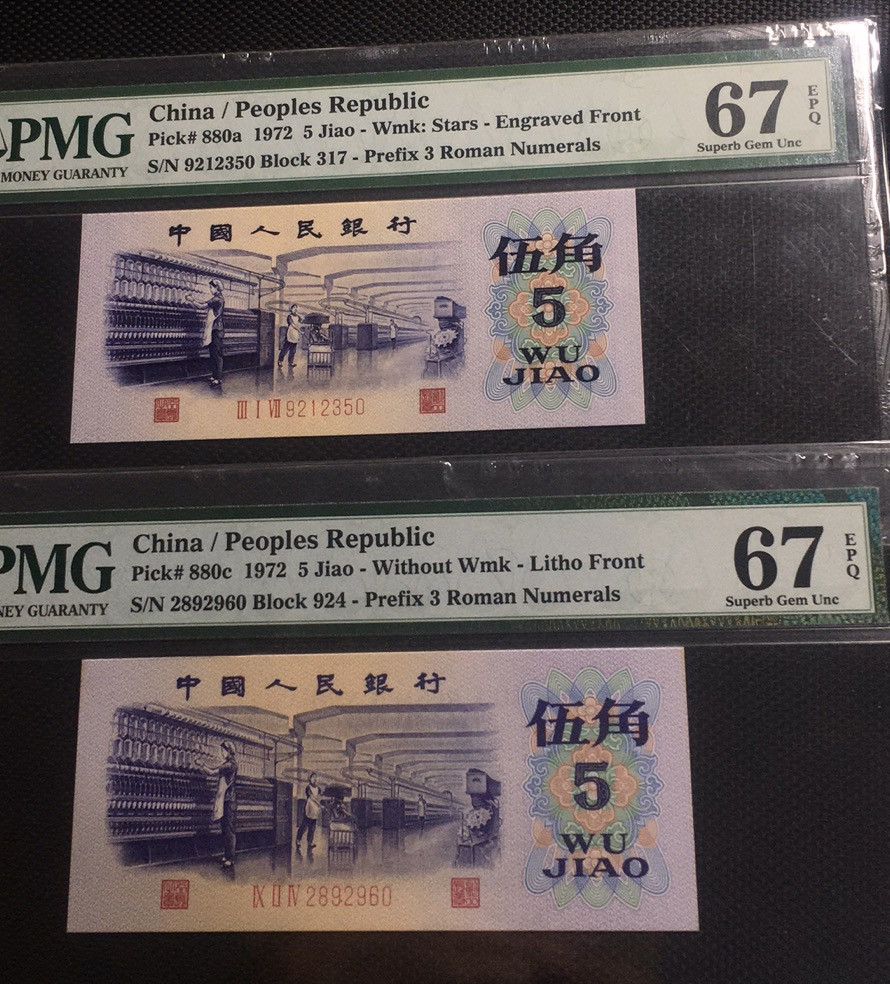 PMG
MONEY GUARANTY
China / Peoples Republic
Pick# 880a 1972 5 Jiao - Wmk: Stars - Engraved Front
S/N 9212350 Block 317 - Prefix 3 Roman Numerals
67
EPQ
Superb Gem Unc
中國人民銀行
伍角
5
WU
JIAO
III I VII 9212350
PMG
NEY GUARANTY
China / Peoples Republic
Pick# 880c 1972 5 Jiao - Without Wmk - Litho Front
S/N 2892960 Block 924 - Prefix 3 Roman Numerals
67
EPQ
Superb Gem Unc
中國人民銀行
伍角
5
WU
JIAO
IX II IV 2892960